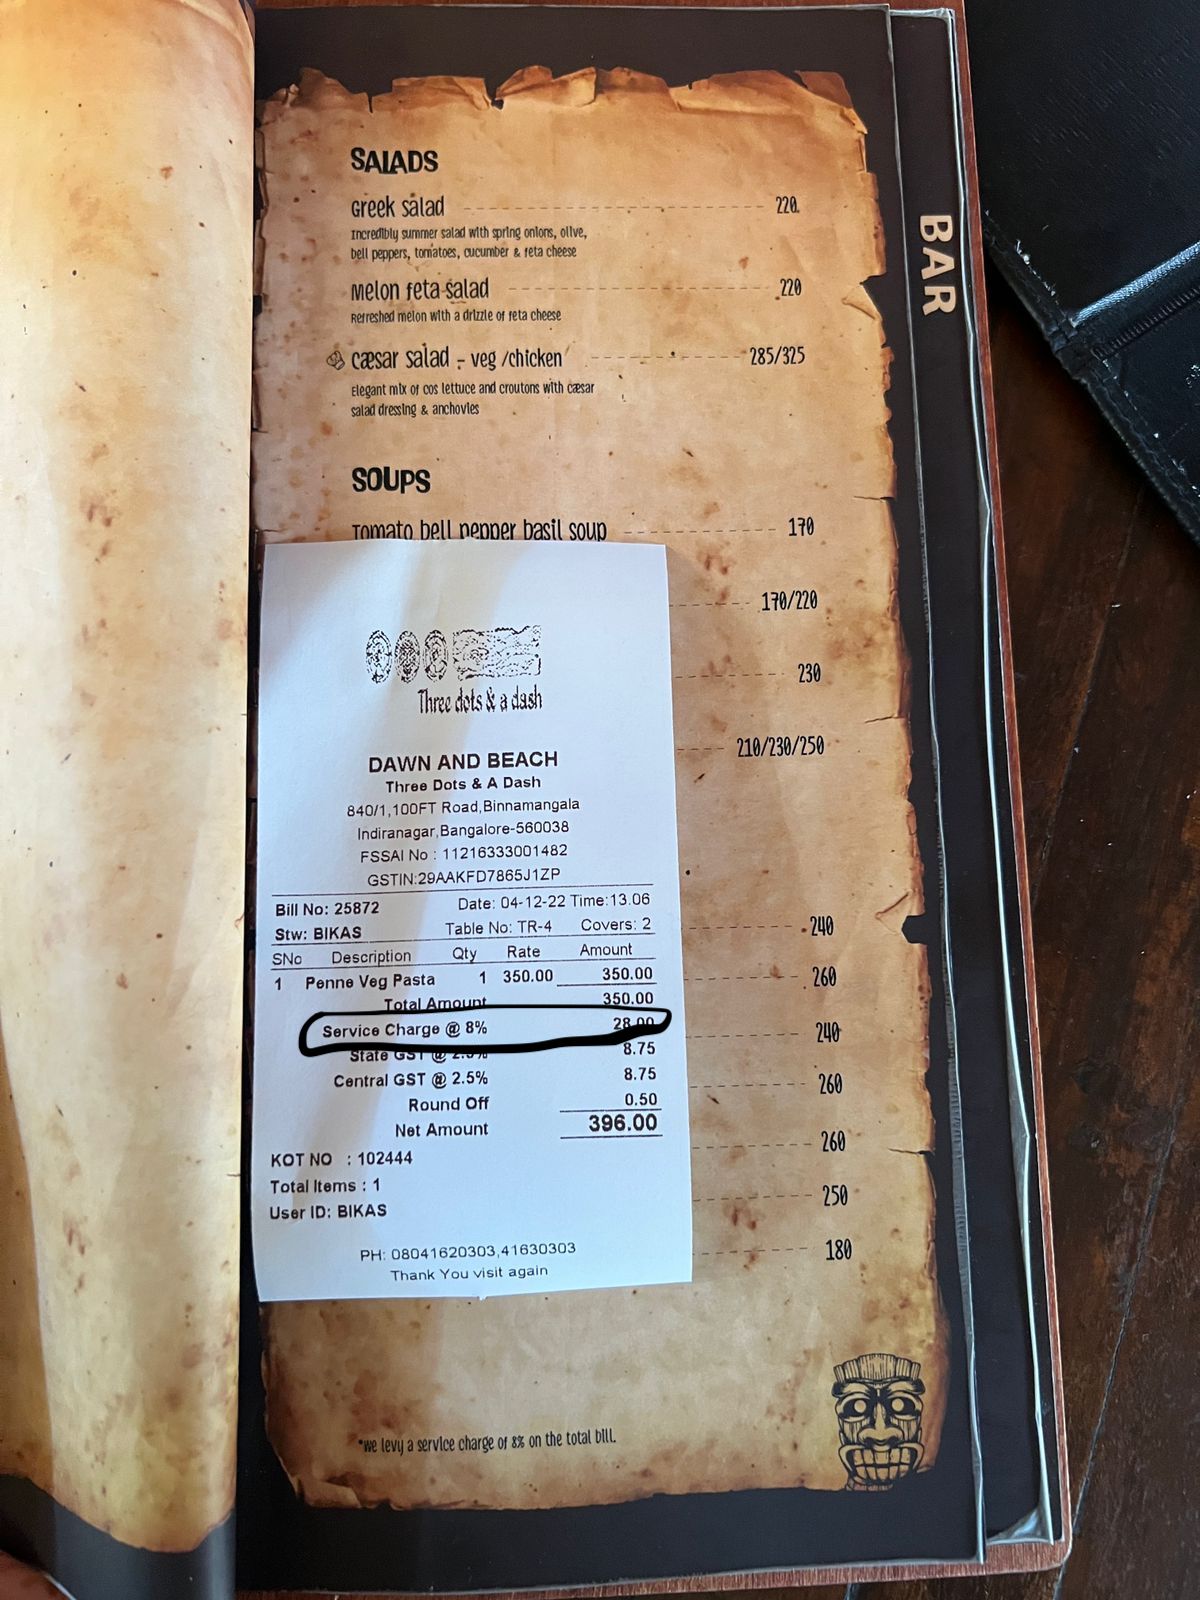 BAR
SALADS
Greek salad 220
Incredibly summer salad with spring onions, olive,
bell peppers, tomatoes, cucumber & feta cheese
Melon feta salad 220
Refreshed melon with a drizzle of feta cheese
cæsar salad - veg /chicken 285/325
Elegant mix of cos lettuce and croutons with cæsar
salad dressing & anchovies
SOUPS
Tomato bell pepper basil soup 170
170/220
230
210/230/250
240
260
240
260
260
250
180
Three dots & a dash
DAWN AND BEACH
Three Dots & A Dash
840/1,100FT Road,Binnamangala
Indiranagar,Bangalore-560038
FSSAI No : 11216333001482
GSTIN:29AAKFD7865J1ZP
Bill No: 25872 Date: 04-12-22 Time:13.06
Stw: BIKAS Table No: TR-4 Covers: 2
SNo Description Qty Rate Amount
1 Penne Veg Pasta 1 350.00 350.00
Total Amount 350.00
Service Charge @ 8% 28.00
State GST @ 2.5% 8.75
Central GST @ 2.5% 8.75
Round Off 0.50
Net Amount 396.00
KOT NO : 102444
Total Items : 1
User ID: BIKAS
PH: 08041620303,41630303
Thank You visit again
*we levy a service charge of 8% on the total bill.